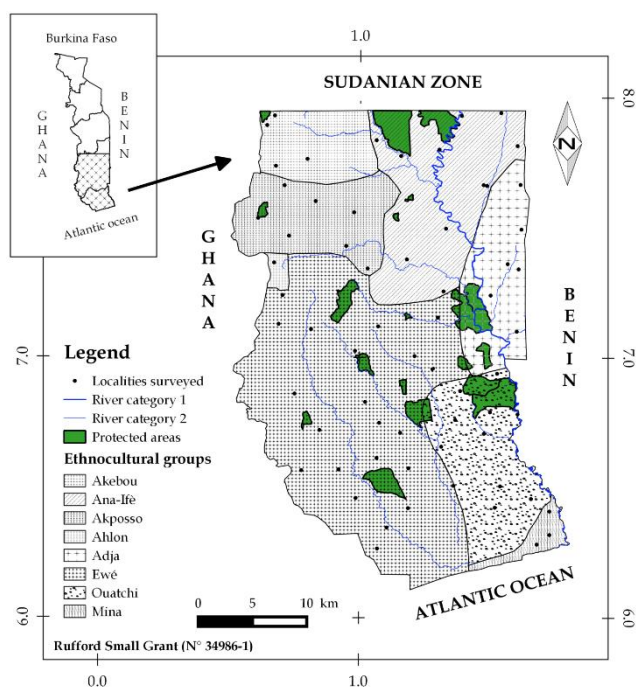 Burkina Faso
GHANA
BENIN
Atlantic ocean
1.0
SUDANIAN ZONE
8.0
N
GHANA
BENIN
7.0
7.0
Legend
Localities surveyed
River category 1
River category 2
Protected areas
Ethnocultural groups
Akebou
Ana-Ifè
Akposso
Ahlon
Adja
Ewé
Ouatchi
Mina
ATLANTIC OCEAN
0 5 10 km
6.0
6.0
Rufford Small Grant (N° 34986-1)
0.0
1.0